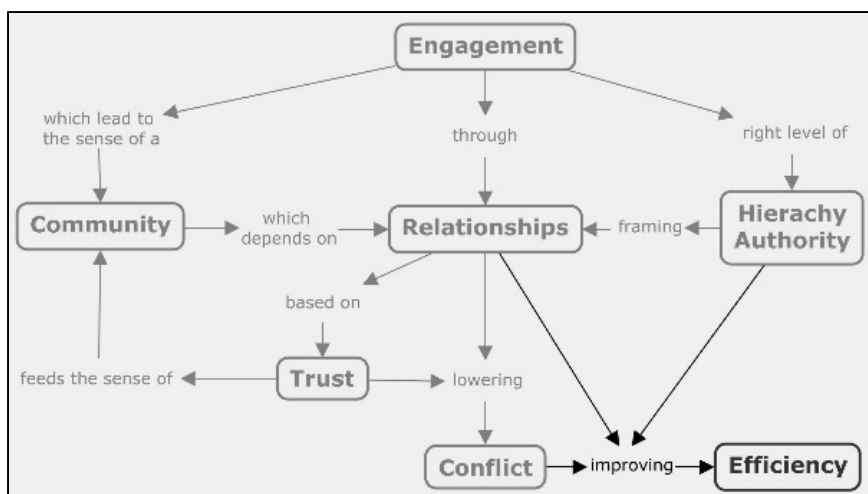 Engagement
which lead to
the sense of a
through
right level of
Community
which
depends on
Relationships
framing
Hierachy
Authority
based on
feeds the sense of
Trust
lowering
Conflict
improving
Efficiency